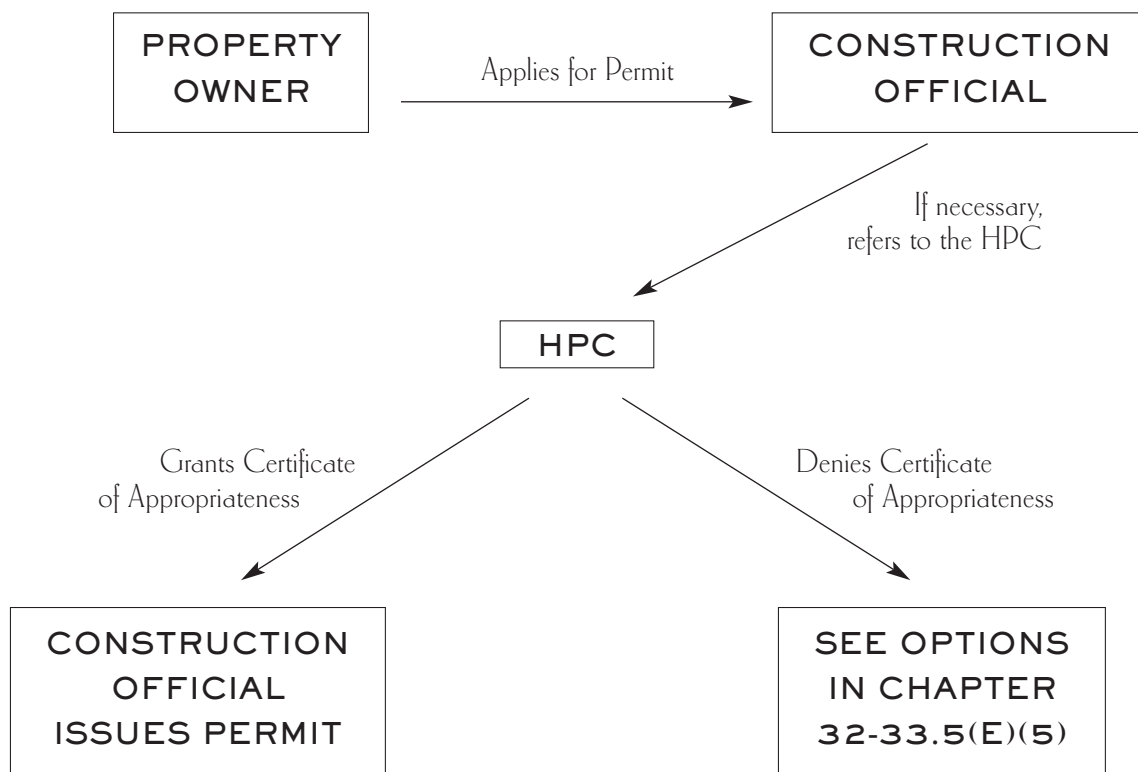 PROPERTY
OWNER
Applies for Permit
CONSTRUCTION
OFFICIAL
If necessary,
refers to the HPC
HPC
Grants Certificate
of Appropriateness
Denies Certificate
of Appropriateness
CONSTRUCTION
OFFICIAL
ISSUES PERMIT
SEE OPTIONS
IN CHAPTER
32-33.5(E)(5)